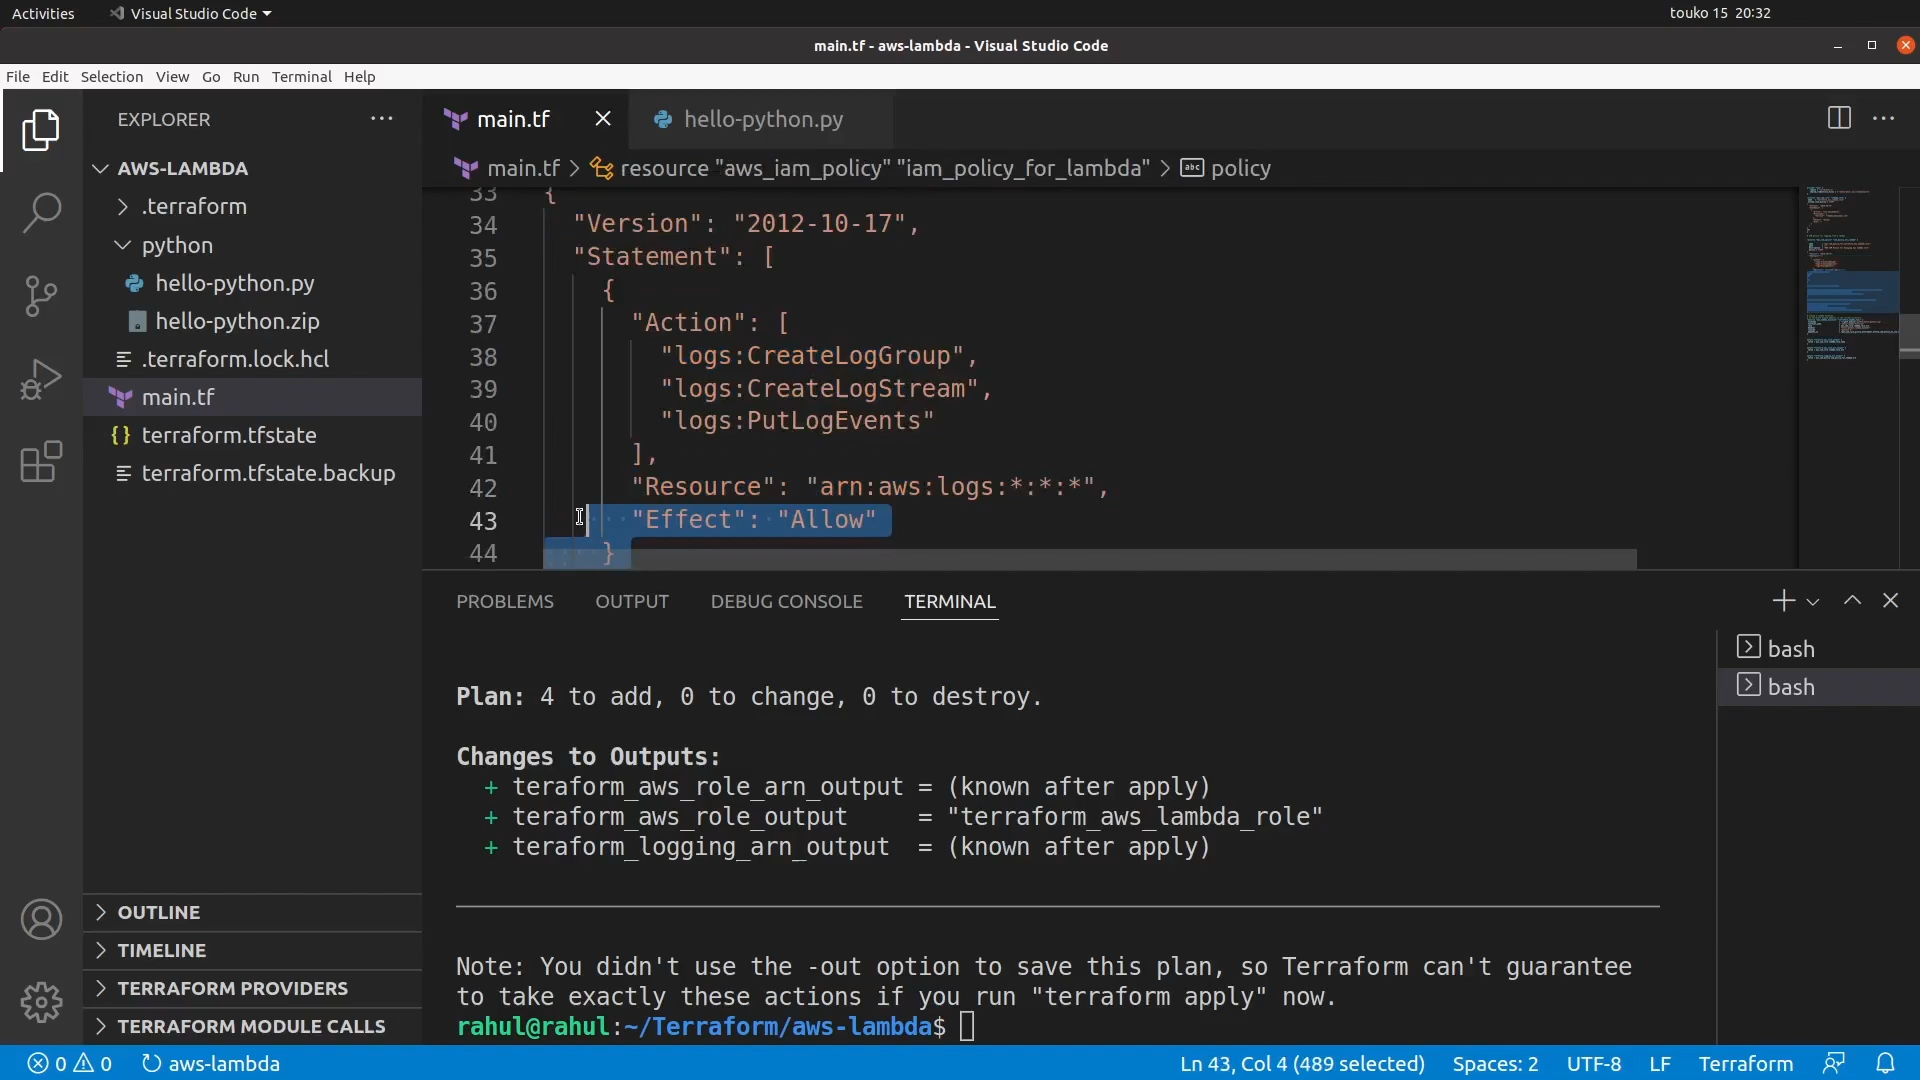 Activities
Visual Studio Code
touko 15 20:32
main.tf - aws-lambda - Visual Studio Code
File Edit Selection View Go Run Terminal Help
EXPLORER
AWS-LAMBDA
.terraform
python
hello-python.py
hello-python.zip
.terraform.lock.hcl
main.tf
terraform.tfstate
terraform.tfstate.backup
OUTLINE
TIMELINE
TERRAFORM PROVIDERS
TERRAFORM MODULE CALLS
main.tf
hello-python.py
main.tf > resource "aws_iam_policy" "iam_policy_for_lambda" > abc policy
33 {
34 "Version": "2012-10-17",
35 "Statement": [
36 {
37 "Action": [
38 "logs:CreateLogGroup",
39 "logs:CreateLogStream",
40 "logs:PutLogEvents"
41 ],
42 "Resource": "arn:aws:logs:*:*:*",
43 "Effect": "Allow"
44 }
PROBLEMS OUTPUT DEBUG CONSOLE TERMINAL
bash
bash
Plan: 4 to add, 0 to change, 0 to destroy.
Changes to Outputs:
+ teraform_aws_role_arn_output = (known after apply)
+ teraform_aws_role_output = "terraform_aws_lambda_role"
+ teraform_logging_arn_output = (known after apply)
Note: You didn't use the -out option to save this plan, so Terraform can't guarantee
to take exactly these actions if you run "terraform apply" now.
rahul@rahul:~/Terraform/aws-lambda$
0 0 aws-lambda
Ln 43, Col 4 (489 selected) Spaces: 2 UTF-8 LF Terraform